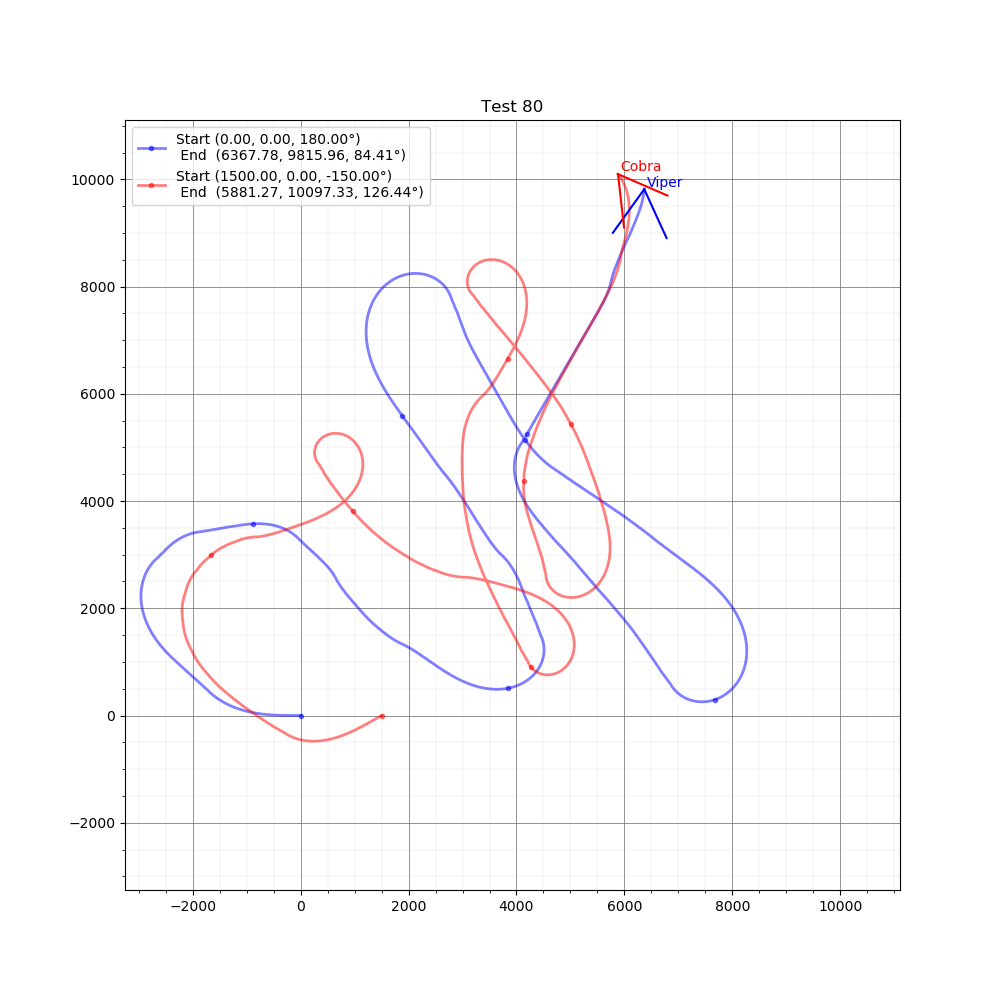 Test 80
Start (0.00, 0.00, 180.00°)
End (6367.78, 9815.96, 84.41°)
Start (1500.00, 0.00, -150.00°)
End (5881.27, 10097.33, 126.44°)
Cobra
Viper
10000
8000
6000
4000
2000
0
−2000
−2000 0 2000 4000 6000 8000 10000